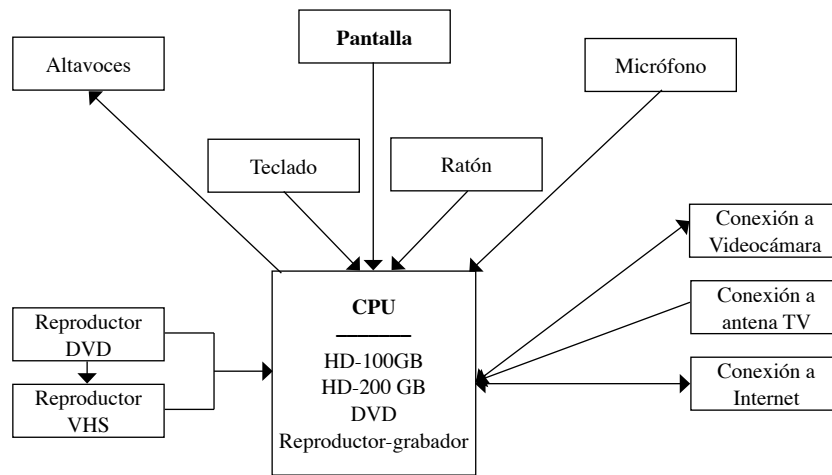 Pantalla
Altavoces
Micrófono
Teclado
Ratón
Conexión a
Videocámara
CPU
Reproductor
DVD
Conexión a
antena TV
HD-100GB
HD-200 GB
DVD
Reproductor-grabador
Reproductor
VHS
Conexión a
Internet